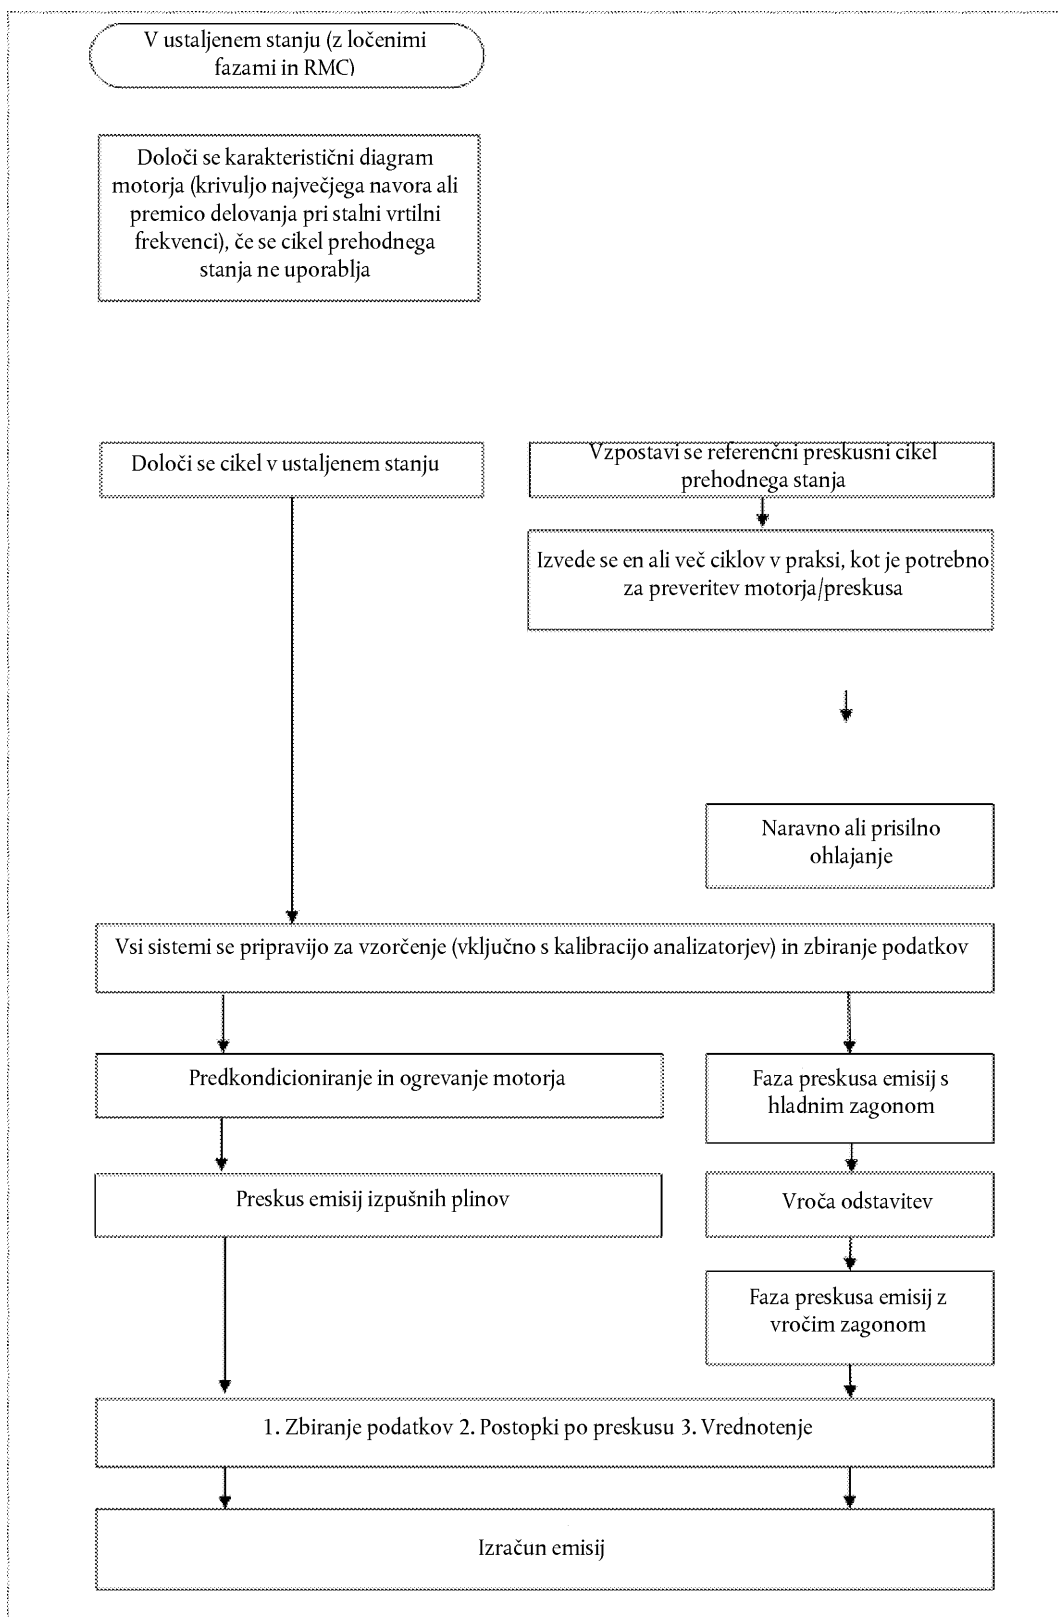 V ustaljenem stanju (z ločenimi
fazami in RMC)
Določi se karakteristični diagram
motorja (krivuljo največjega navora ali
premico delovanja pri stalni vrtilni
frekvenci), če se cikel prehodnega
stanja ne uporablja
Določi se cikel v ustaljenem stanju
Vzpostavi se referenčni preskusni cikel
prehodnega stanja
Izvede se en ali več ciklov v praksi, kot je potrebno
za preveritev motorja/preskusa
Naravno ali prisilno
ohlajanje
Vsi sistemi se pripravijo za vzorčenje (vključno s kalibracijo analizatorjev) in zbiranje podatkov
Predkondicioniranje in ogrevanje motorja
Faza preskusa emisij s
hladnim zagonom
Preskus emisij izpušnih plinov
Vroča odstavitev
Faza preskusa emisij z
vročim zagonom
1. Zbiranje podatkov 2. Postopki po preskusu 3. Vrednotenje
Izračun emisij